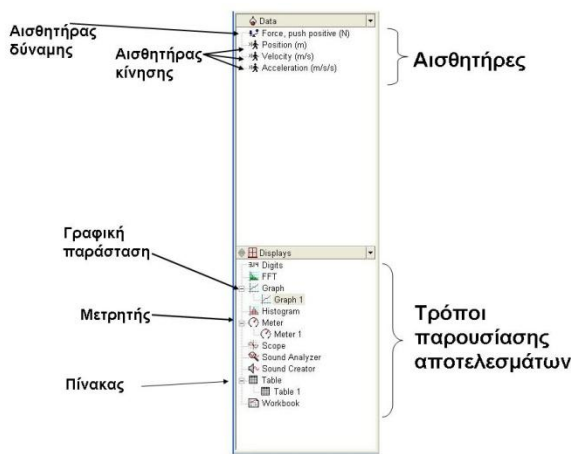 Αισθητήρας
δύναμης
Αισθητήρας
κίνησης
Data
Force, push positive (N)
Position (m)
Velocity (m/s)
Acceleration (m/s/s)
Αισθητήρες
Γραφική
παράσταση
Μετρητής
Πίνακας
Displays
3.14 Digits
FFT
Graph
Graph 1
Histogram
Meter
Meter 1
Scope
Sound Analyzer
Sound Creator
Table
Table 1
Workbook
Τρόποι
παρουσίασης
αποτελεσμάτων